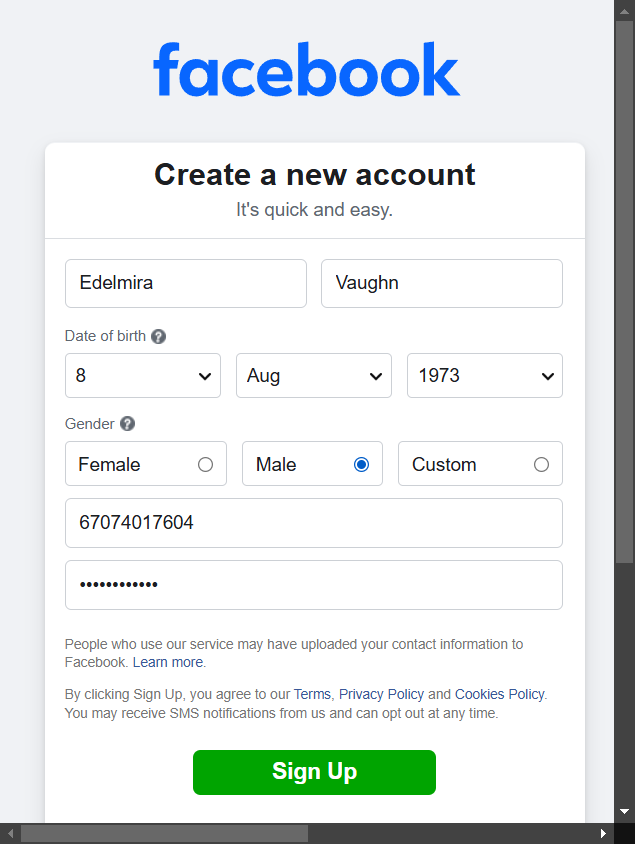 facebook
Create a new account
It's quick and easy.
Edelmira Vaughn
Date of birth ?
8 Aug 1973
Gender ?
Female Male Custom
67074017604
••••••••••••
People who use our service may have uploaded your contact information to
Facebook. Learn more.
By clicking Sign Up, you agree to our Terms, Privacy Policy and Cookies Policy.
You may receive SMS notifications from us and can opt out at any time.
Sign Up